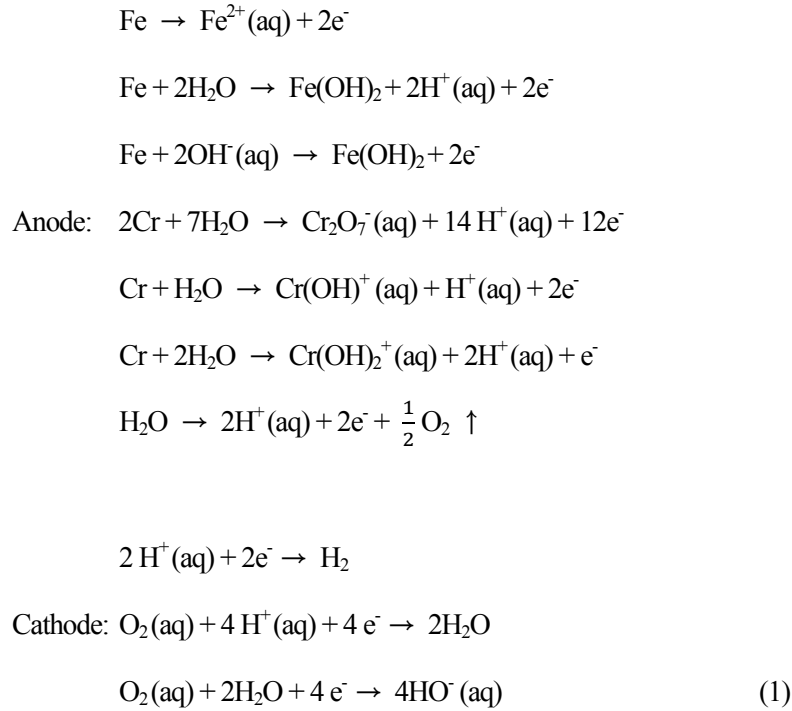 Fe → Fe²⁺(aq) + 2e⁻
Fe + 2H₂O → Fe(OH)₂ + 2H⁺(aq) + 2e⁻
Fe + 2OH⁻(aq) → Fe(OH)₂ + 2e⁻
Anode: 2Cr + 7H₂O → Cr₂O₇⁻(aq) + 14 H⁺(aq) + 12e⁻
Cr + H₂O → Cr(OH)⁺ (aq) + H⁺(aq) + 2e⁻
Cr + 2H₂O → Cr(OH)₂⁺(aq) + 2H⁺(aq) + e⁻
H₂O → 2H⁺(aq) + 2e⁻ + ½ O₂ ↑
2 H⁺(aq) + 2e⁻ → H₂
Cathode: O₂(aq) + 4 H⁺(aq) + 4 e⁻ → 2H₂O
O₂(aq) + 2H₂O + 4 e⁻ → 4HO⁻ (aq) (1)